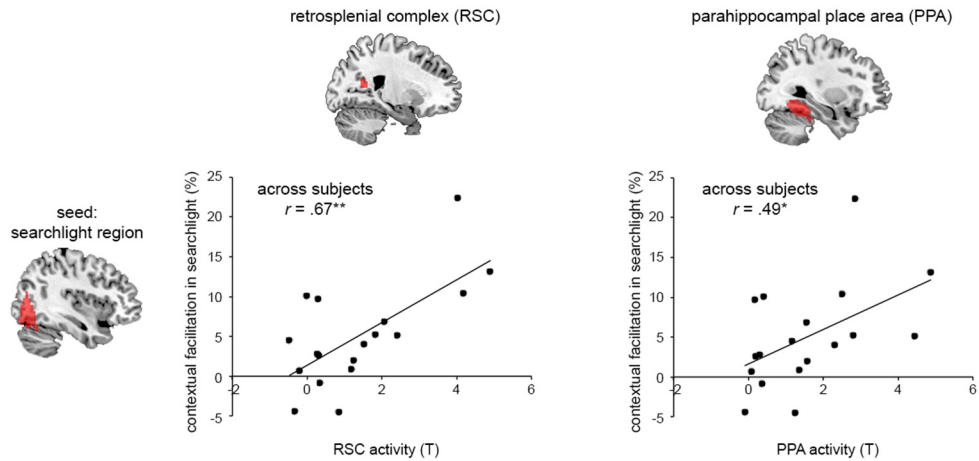 retrosplenial complex (RSC)
parahippocampal place area (PPA)
seed:
searchlight region
contextual facilitation in searchlight (%)
25
20
15
10
5
0
-5
across subjects
r = .67**
-2
0
2
4
6
RSC activity (T)
contextual facilitation in searchlight (%)
25
20
15
10
5
0
-5
across subjects
r = .49*
-2
0
2
4
6
PPA activity (T)